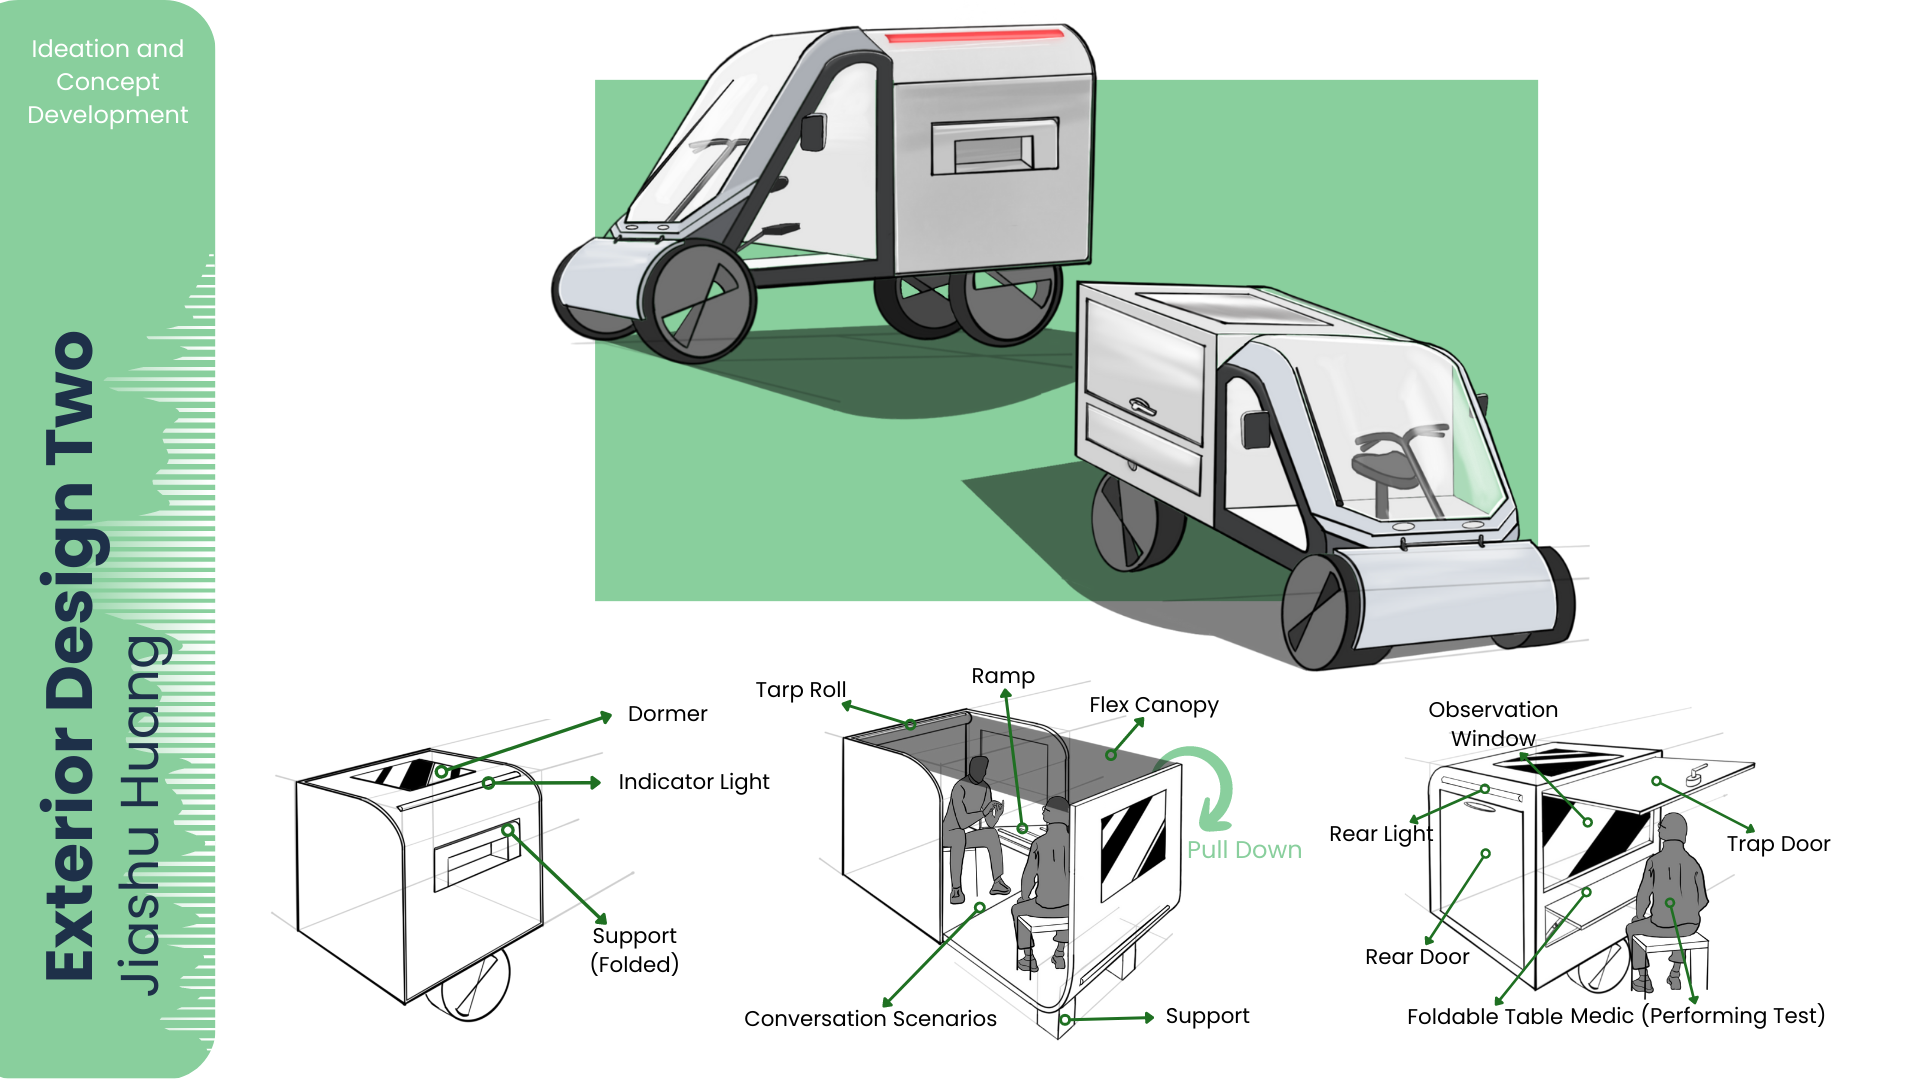 Ideation and
Concept
Development
Exterior Design Two
Jiashu Huang
Dormer
Indicator Light
Support
(Folded)
Tarp Roll
Ramp
Flex Canopy
Pull Down
Conversation Scenarios
Support
Observation
Window
Rear Light
Trap Door
Rear Door
Foldable Table
Medic (Performing Test)